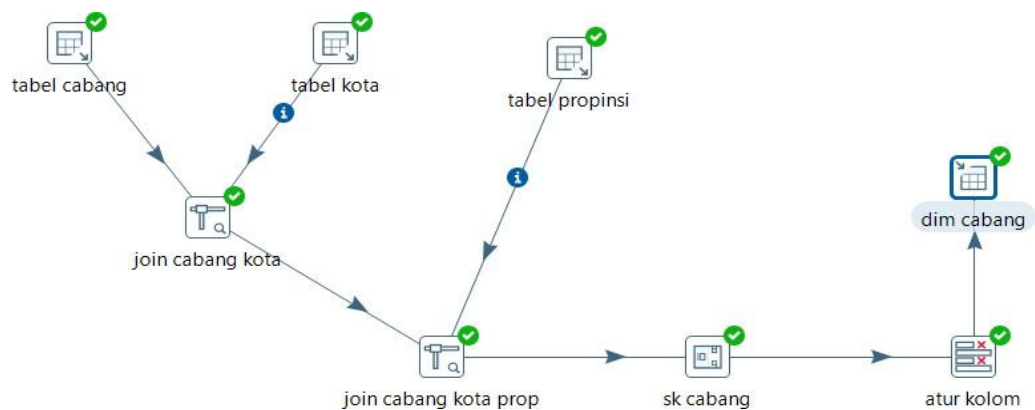 tabel cabang
tabel kota
tabel propinsi
dim cabang
join cabang kota
join cabang kota prop
sk cabang
atur kolom